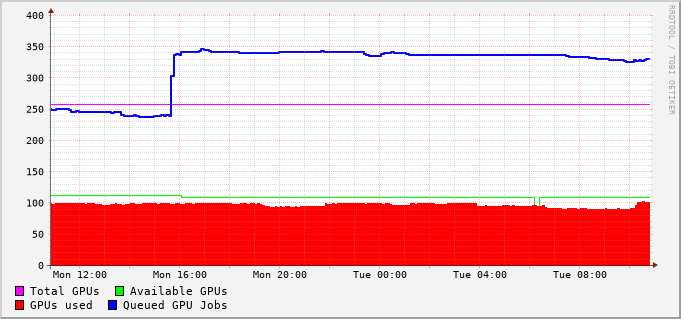 400
350
300
250
200
150
100
50
0
Mon 12:00 Mon 16:00 Mon 20:00 Tue 00:00 Tue 04:00 Tue 08:00
Total GPUs Available GPUs
GPUs used Queued GPU Jobs
RRDTOOL / TOBI OETIKER